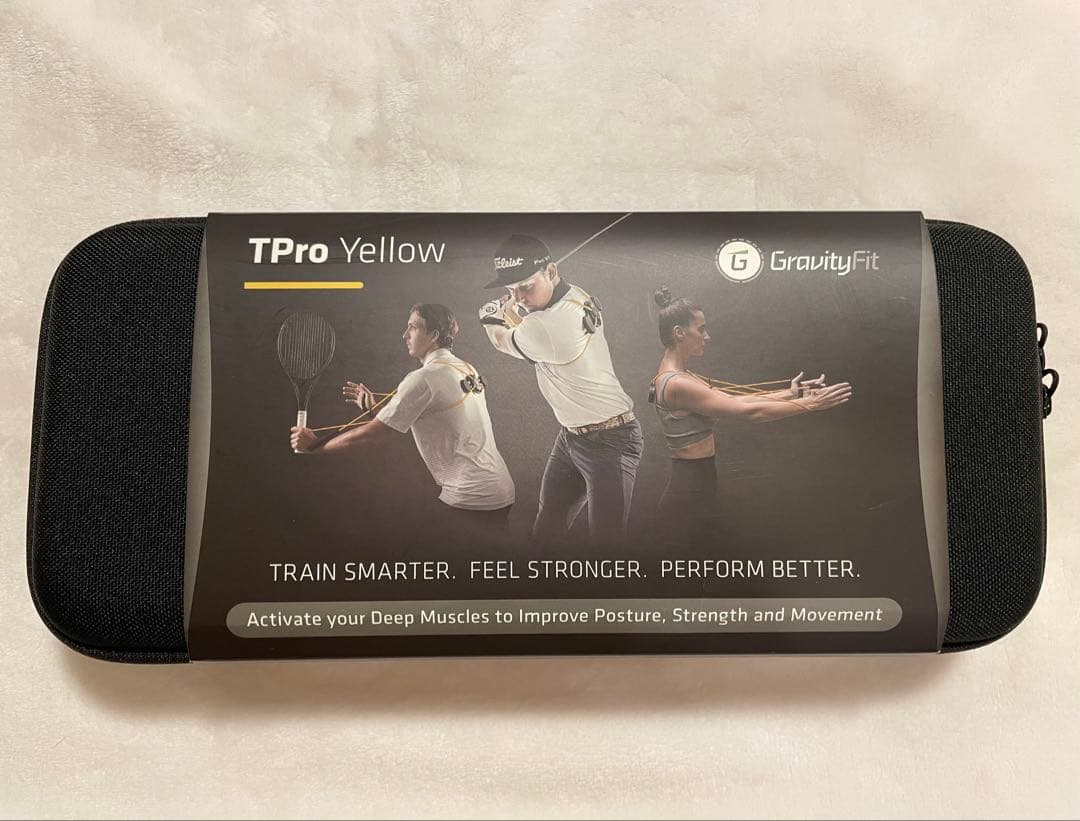 TPro Yellow
G GravityFit
Titleist
TRAIN SMARTER. FEEL STRONGER. PERFORM BETTER.
Activate your Deep Muscles to Improve Posture, Strength and Movement